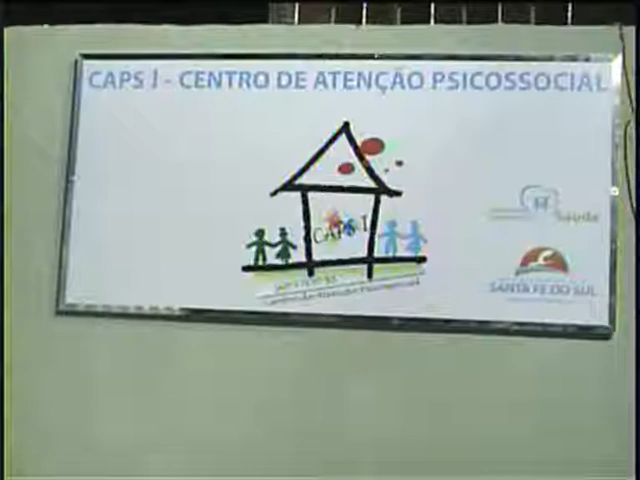 CAPS I - CENTRO DE ATENÇÃO PSICOSSOCIAL
CAPS I
Saúde
SANTA FÉ DO SUL